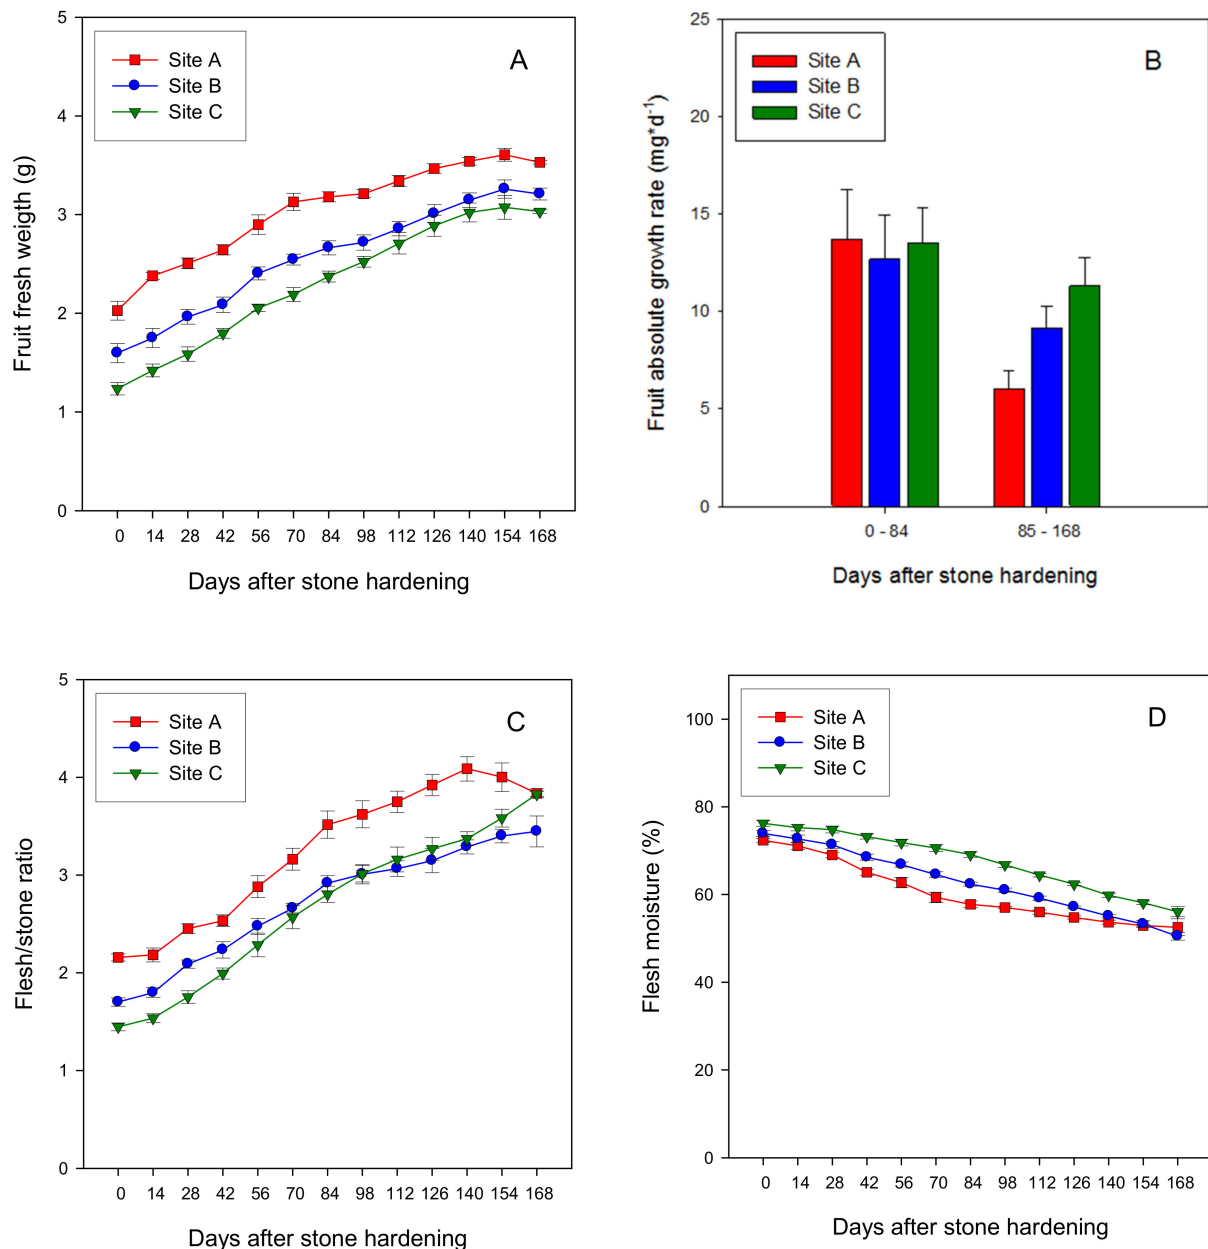 A
Site A
Site B
Site C
5
4
3
2
1
0
Fruit fresh weigth (g)
0 14 28 42 56 70 84 98 112 126 140 154 168
Days after stone hardening
B
Site A
Site B
Site C
25
20
15
10
5
0
Fruit absolute growth rate (mg*d⁻¹)
0 - 84 85 - 168
Days after stone hardening
C
Site A
Site B
Site C
5
4
3
2
1
0
Flesh/stone ratio
0 14 28 42 56 70 84 98 112 126 140 154 168
Days after stone hardening
D
Site A
Site B
Site C
100
80
60
40
20
0
Flesh moisture (%)
0 14 28 42 56 70 84 98 112 126 140 154 168
Days after stone hardening